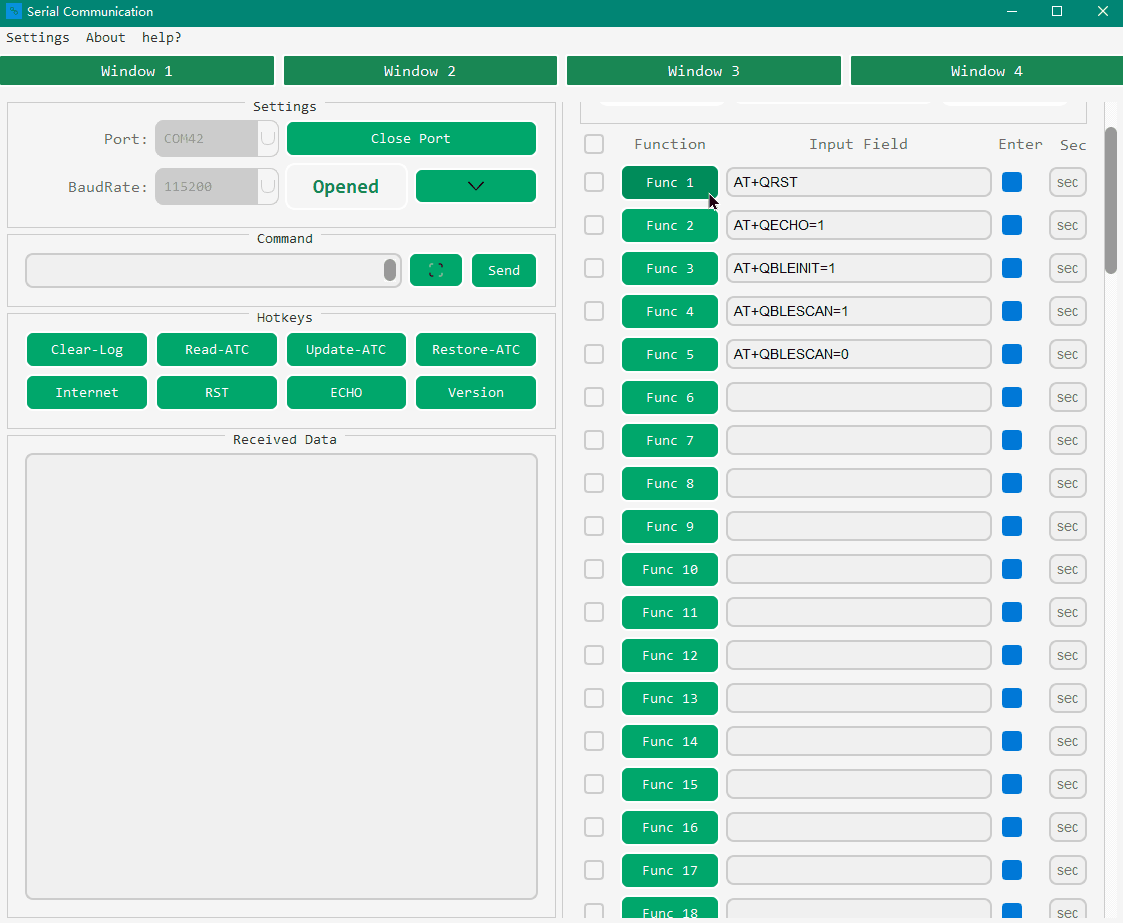 Serial Communication
Settings About help?
Window 1 Window 2 Window 3 Window 4
Settings
Port: COM42 Close Port
BaudRate: 115200 Opened
Command
Send
Hotkeys
Clear-Log Read-ATC Update-ATC Restore-ATC
Internet RST ECHO Version
Received Data
Function Input Field Enter Sec
Func 1 AT+QRST sec
Func 2 AT+QECHO=1 sec
Func 3 AT+QBLEINIT=1 sec
Func 4 AT+QBLESCAN=1 sec
Func 5 AT+QBLESCAN=0 sec
Func 6 sec
Func 7 sec
Func 8 sec
Func 9 sec
Func 10 sec
Func 11 sec
Func 12 sec
Func 13 sec
Func 14 sec
Func 15 sec
Func 16 sec
Func 17 sec
Func 18 sec